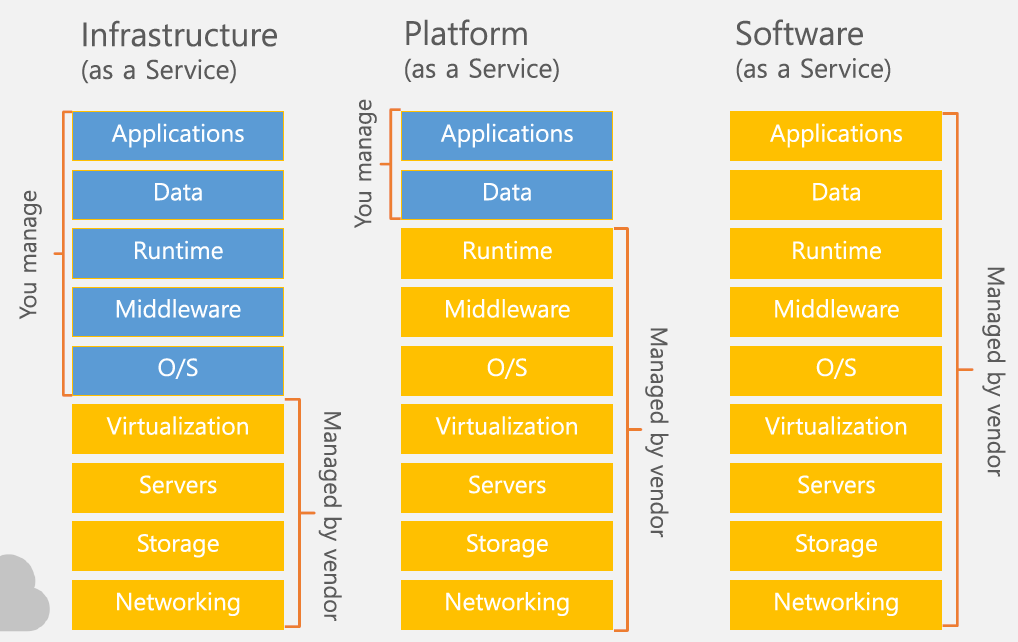 Infrastructure
(as a Service)
You manage
Applications
Data
Runtime
Middleware
O/S
Virtualization
Servers
Storage
Networking
Managed by vendor
Platform
(as a Service)
You manage
Applications
Data
Runtime
Middleware
O/S
Virtualization
Servers
Storage
Networking
Managed by vendor
Software
(as a Service)
Applications
Data
Runtime
Middleware
O/S
Virtualization
Servers
Storage
Networking
Managed by vendor